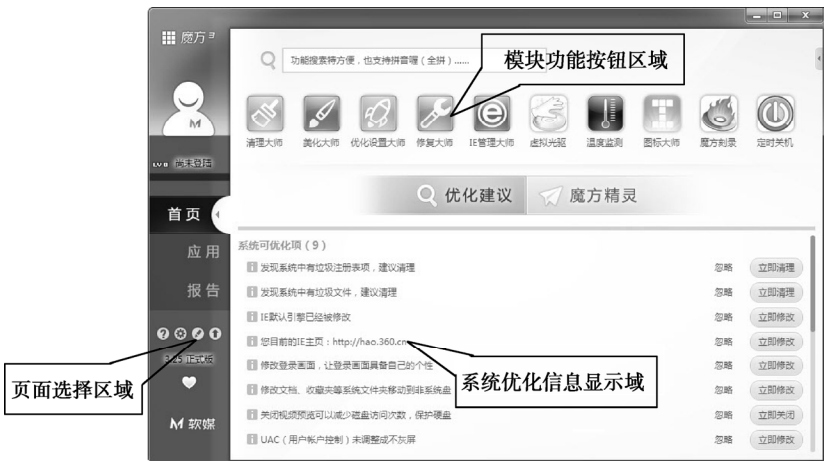 魔方3
功能搜索特方便，也支持拼音喔（全拼）......
模块功能按钮区域
清理大师 美化大师 优化设置大师 修复大师 IE管理大师 虚拟光驱 温度监测 图标大师 魔方刻录 定时关机
LV 0 尚未登陆
优化建议 魔方精灵
首页
应用
报告
系统可优化项（9）
发现系统中有垃圾注册表项，建议清理 忽略 立即清理
发现系统中有垃圾文件，建议清理 忽略 立即清理
IE默认引擎已经被修改 忽略 立即修改
您目前的IE主页：http://hao.360.cn 忽略 立即修改
修改登录画面，让登录画面具备自己的个性 忽略 立即修改
修改文档、收藏夹等系统文件夹移动到非系统盘 忽略 立即修改
关闭视频预览可以减少磁盘访问次数，保护硬盘 忽略 立即关闭
UAC（用户帐户控制）未调整成不灰屏 忽略 立即修改
系统优化信息显示域
页面选择区域
正式版
软媒